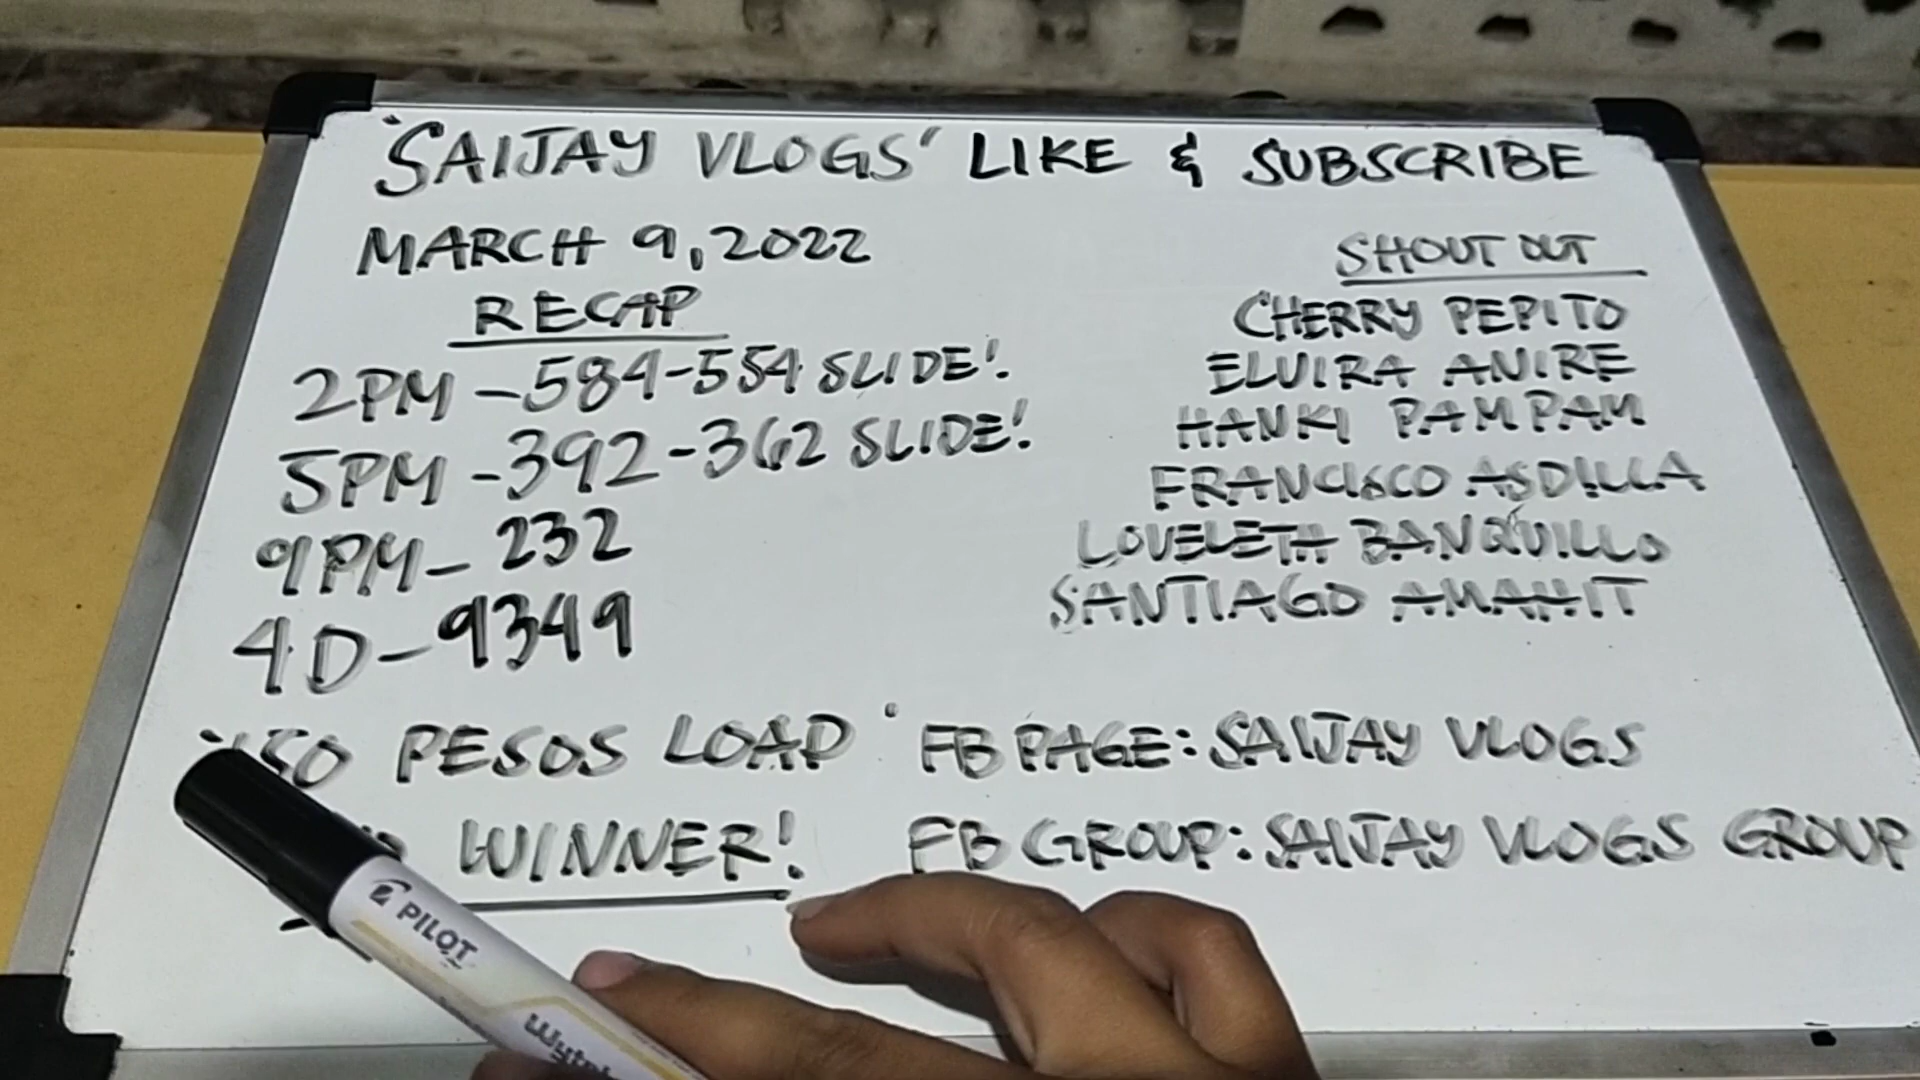 "SAIJAY VLOGS" LIKE & SUBSCRIBE
MARCH 9, 2022
RECAP
2PM - 584-554 SLIDE!
5PM - 392-362 SLIDE!
9PM - 232
4D - 9349
SHOUT OUT
CHERRY PEPITO
ELVIRA ANIRE
HANKI PAMPAM
FRANCISCO ASDILLA
LOVELETH BANQUILLO
SANTIAGO AMAHIT
50 PESOS LOAD
WINNER!
FB PAGE: SAIJAY VLOGS
FB GROUP: SAIJAY VLOGS GROUP
PILOT